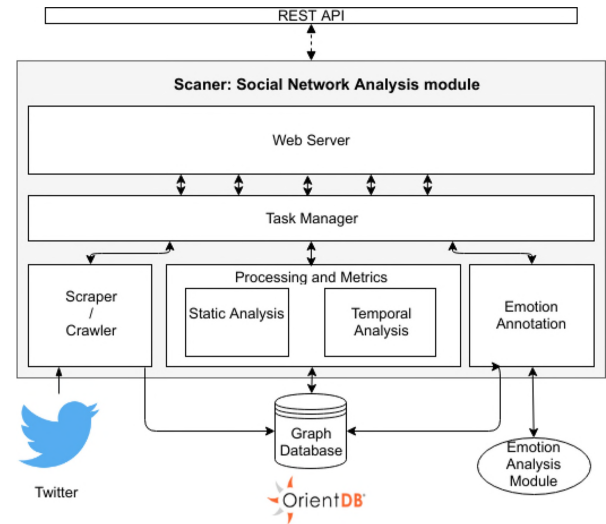 REST API
Scaner: Social Network Analysis module
Web Server
Task Manager
Scraper
/
Crawler
Processing and Metrics
Static Analysis
Temporal
Analysis
Emotion
Annotation
Graph
Database
Emotion
Analysis
Module
Twitter
OrientDB®